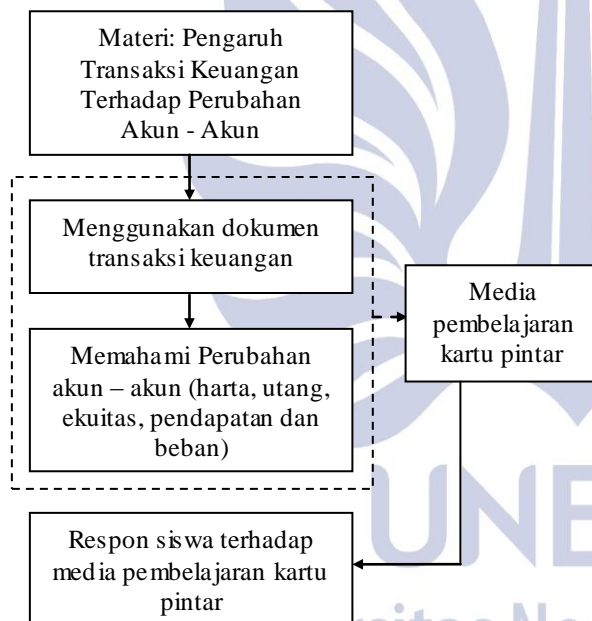 Materi: Pengaruh
Transaksi Keuangan
Terhadap Perubahan
Akun - Akun
Menggunakan dokumen
transaksi keuangan
Memahami Perubahan
akun – akun (harta, utang,
ekuitas, pendapatan dan
beban)
Media
pembelajaran
kartu pintar
Respon siswa terhadap
media pembelajaran kartu
pintar
UNE